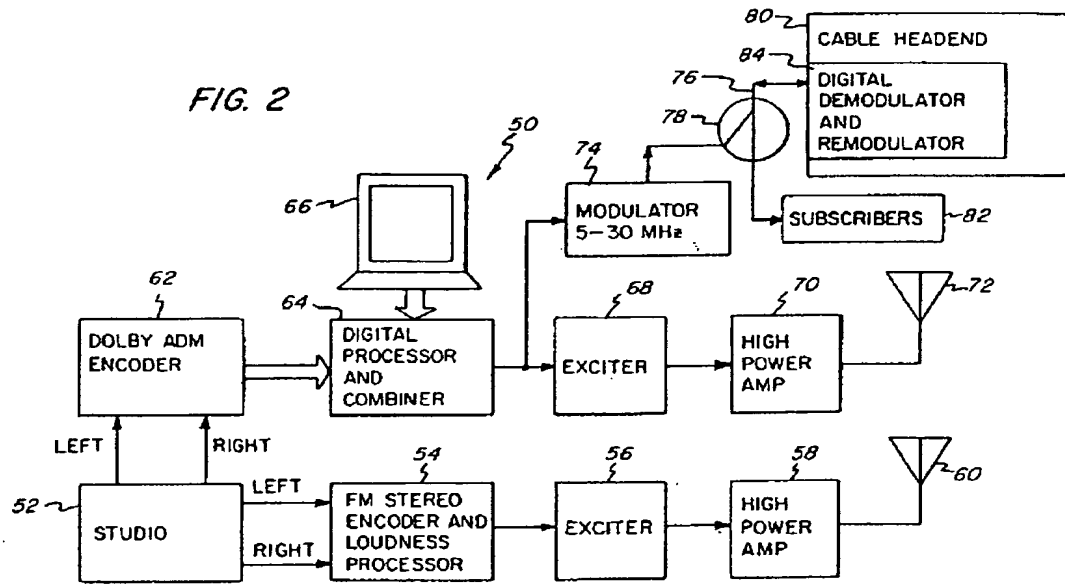 FIG. 2
80
CABLE HEADEND
84
DIGITAL
DEMODULATOR
AND
REMODULATOR
76
78
50
74
MODULATOR
5-30 MHz
SUBSCRIBERS
82
66
62
DOLBY ADM
ENCODER
64
DIGITAL
PROCESSOR
AND
COMBINER
68
EXCITER
70
HIGH
POWER
AMP
72
LEFT
RIGHT
52
STUDIO
LEFT
RIGHT
54
FM STEREO
ENCODER AND
LOUDNESS
PROCESSOR
56
EXCITER
58
HIGH
POWER
AMP
60